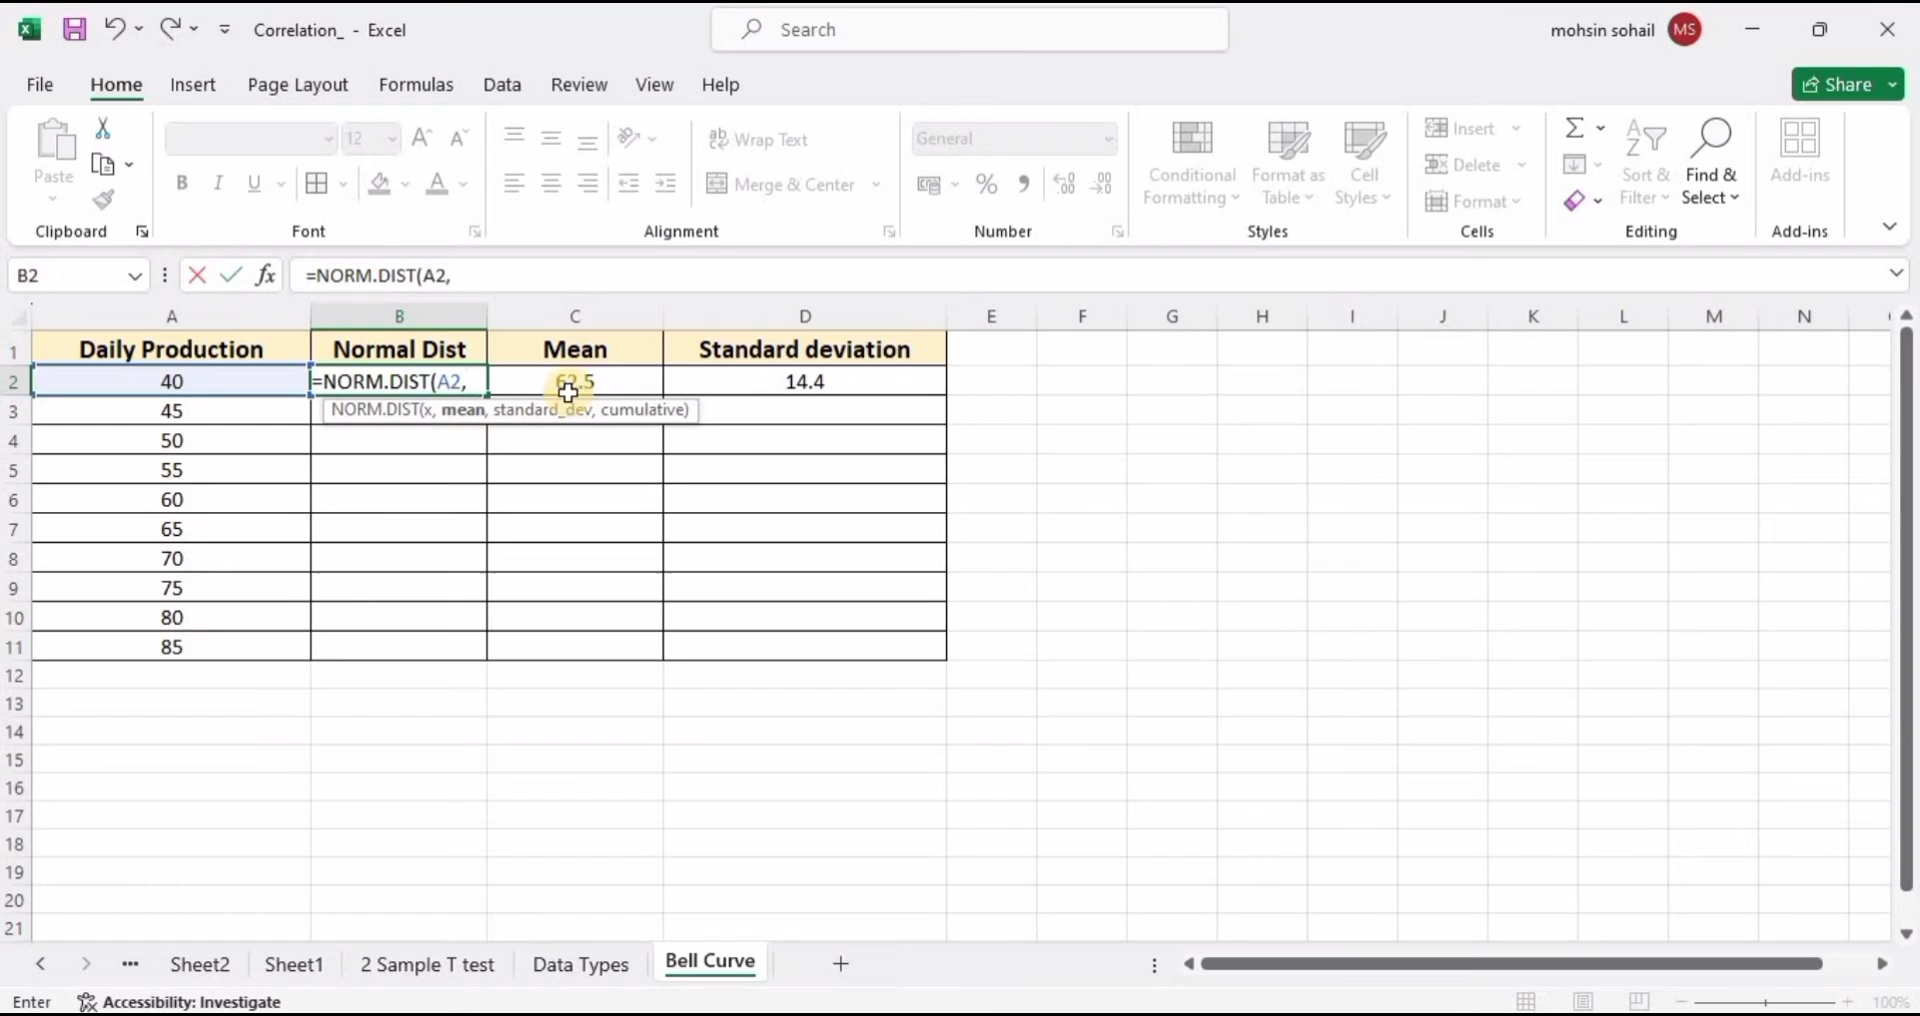 Correlation_ - Excel
Search
mohsin sohail MS
File Home Insert Page Layout Formulas Data Review View Help
Share
Paste
Clipboard
12
B I U
Font
Wrap Text
Merge & Center
Alignment
General
Number
Conditional Formatting
Format as Table
Cell Styles
Styles
Insert
Delete
Format
Cells
Sort & Filter
Find & Select
Editing
Add-ins
Add-ins
B2
fx
=NORM.DIST(A2,
A B C D E F G H I J K L M N
1 Daily Production Normal Dist Mean Standard deviation
2 40 =NORM.DIST(A2, 62.5 14.4
NORM.DIST(x, mean, standard_dev, cumulative)
3 45
4 50
5 55
6 60
7 65
8 70
9 75
10 80
11 85
12
13
14
15
16
17
18
19
20
21
Sheet2 Sheet1 2 Sample T test Data Types Bell Curve
Enter Accessibility: Investigate 100%